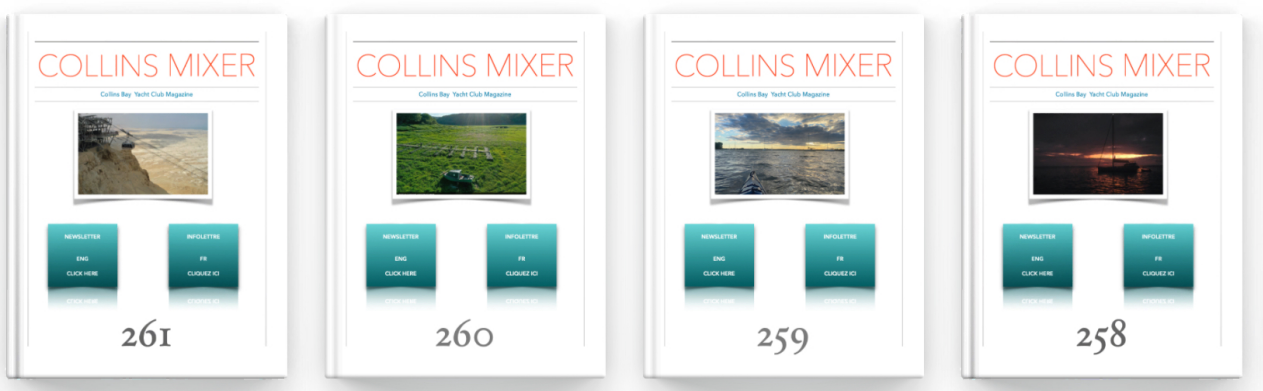 COLLINS MIXER
Collins Bay Yacht Club Magazine
NEWSLETTER
ENG
CLICK HERE
INFOLETTRE
FR
CLIQUEZ ICI
261
COLLINS MIXER
Collins Bay Yacht Club Magazine
NEWSLETTER
ENG
CLICK HERE
INFOLETTRE
FR
CLIQUEZ ICI
260
COLLINS MIXER
Collins Bay Yacht Club Magazine
NEWSLETTER
ENG
CLICK HERE
INFOLETTRE
FR
CLIQUEZ ICI
259
COLLINS MIXER
Collins Bay Yacht Club Magazine
NEWSLETTER
ENG
CLICK HERE
INFOLETTRE
FR
CLIQUEZ ICI
258